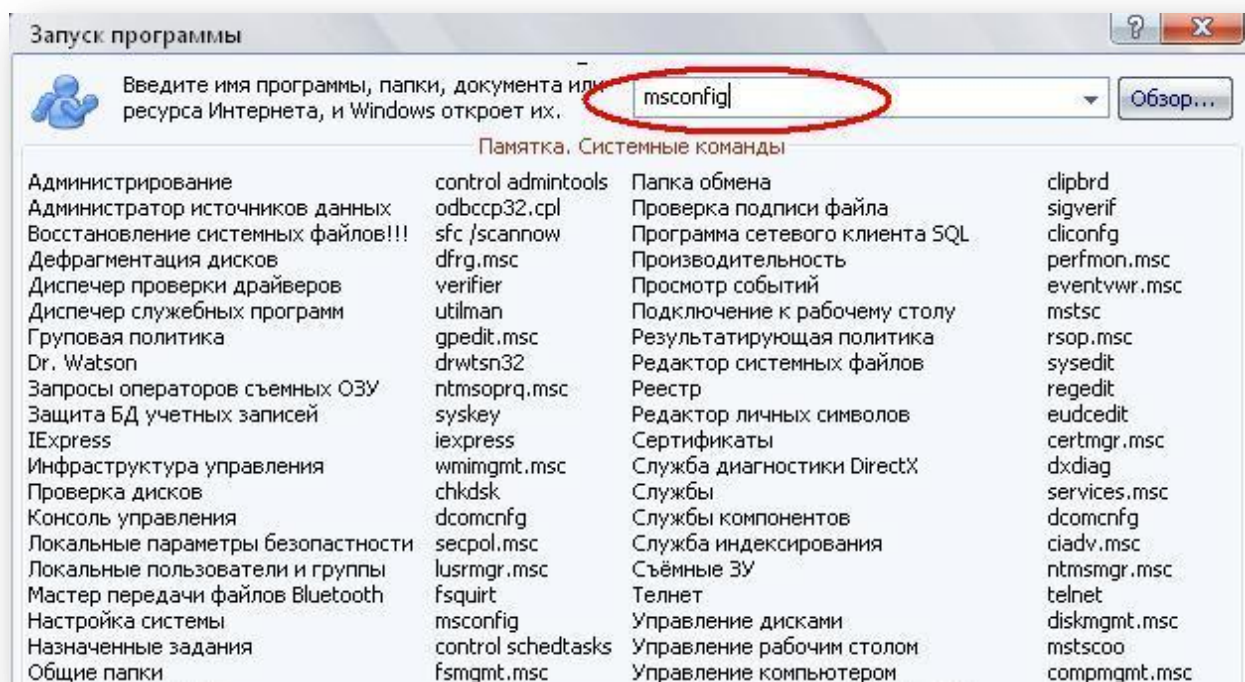 Запуск программы
Введите имя программы, папки, документа или
ресурса Интернета, и Windows откроет их.
msconfig
Обзор...
Памятка. Системные команды
Администрирование control admintools Папка обмена clipbrd
Администратор источников данных odbccp32.cpl Проверка подписи файла sigverif
Восстановление системных файлов!!! sfc /scannow Программа сетевого клиента SQL cliconfg
Дефрагментация дисков dfrg.msc Производительность perfmon.msc
Диспечер проверки драйверов verifier Просмотр событий eventvwr.msc
Диспечер служебных программ utilman Подключение к рабочему столу mstsc
Груповая политика gpedit.msc Результатирующая политика rsop.msc
Dr. Watson drwtsn32 Редактор системных файлов sysedit
Запросы операторов съемных ОЗУ ntmsoprq.msc Реестр regedit
Защита БД учетных записей syskey Редактор личных символов eudcedit
IExpress iexpress Сертификаты certmgr.msc
Инфраструктура управления wmimgmt.msc Служба диагностики DirectX dxdiag
Проверка дисков chkdsk Службы services.msc
Консоль управления dcomcnfg Службы компонентов dcomcnfg
Локальные параметры безопастности secpol.msc Служба индексирования ciadv.msc
Локальные пользователи и группы lusrmgr.msc Съёмные ЗУ ntmsmgr.msc
Мастер передачи файлов Bluetooth fsquirt Телнет telnet
Настройка системы msconfig Управление дисками diskmgmt.msc
Назначенные задания control schedtasks Управление рабочим столом mstscoo
Общие папки fsmgmt.msc Управление компьютером compmgmt.msc